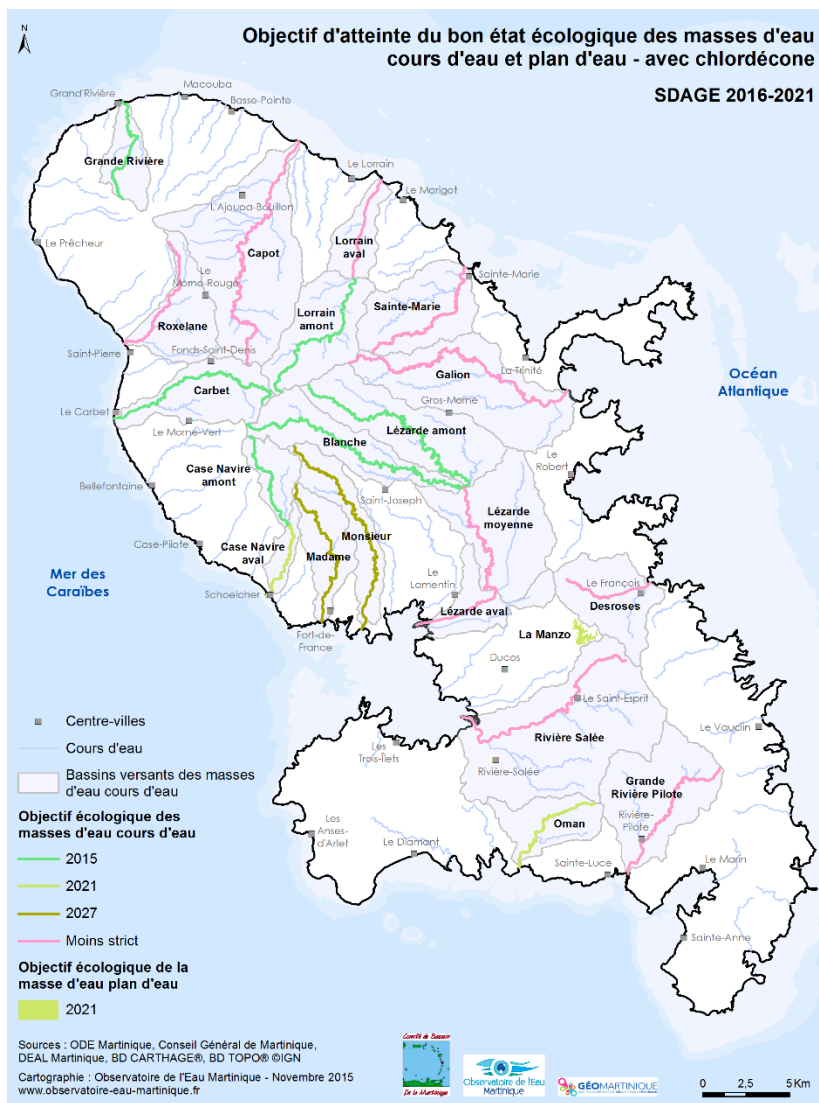 N
Objectif d'atteinte du bon état écologique des masses d'eau
cours d'eau et plan d'eau - avec chlordécone
SDAGE 2016-2021
Grand'Rivière
Macouba
Basse-Pointe
Grande Rivière
Le Lorrain
L'Ajoupa-Bouillon
Le Marigot
Le Prêcheur
Capot
Lorrain
aval
Le
Morne-Rouge
Sainte-Marie
Sainte-Marie
Lorrain
amont
Roxelane
Saint-Pierre
Fonds-Saint-Denis
La Trinité
Galion
Océan
Atlantique
Carbet
Gros-Morne
Le Carbet
Le Morne-Vert
Lézarde amont
Blanche
Le
Robert
Case Navire
amont
Bellefontaine
Saint-Joseph
Lézarde
moyenne
Monsieur
Case-Pilote
Case Navire
aval
Madame
Mer des
Caraïbes
Le
Lamentin
Le François
Schoelcher
Desroses
Lézarde aval
Fort-de-
France
La Manzo
Ducos
Le Saint-Esprit
Centre-villes
Le Vauclin
Rivière Salée
Cours d'eau
Les
Trois-Ilets
Rivière-Salée
Bassins versants des masses
d'eau cours d'eau
Grande
Rivière Pilote
Objectif écologique des
masses d'eau cours d'eau
Les
Anses-
d'Arlet
Oman
Rivière-
Pilote
Le Diamant
2015
Sainte-Luce
Le Marin
2021
2027
Moins strict
Sainte-Anne
Objectif écologique de la
masse d'eau plan d'eau
2021
Sources : ODE Martinique, Conseil Général de Martinique,
DEAL Martinique, BD CARTHAGE®, BD TOPO® ©IGN
Cartographie : Observatoire de l'Eau Martinique - Novembre 2015
www.observatoire-eau-martinique.fr
Comité de Bassin
De la Martinique
Observatoire de l'Eau
Martinique
GÉOMARTINIQUE
0 2,5 5Km